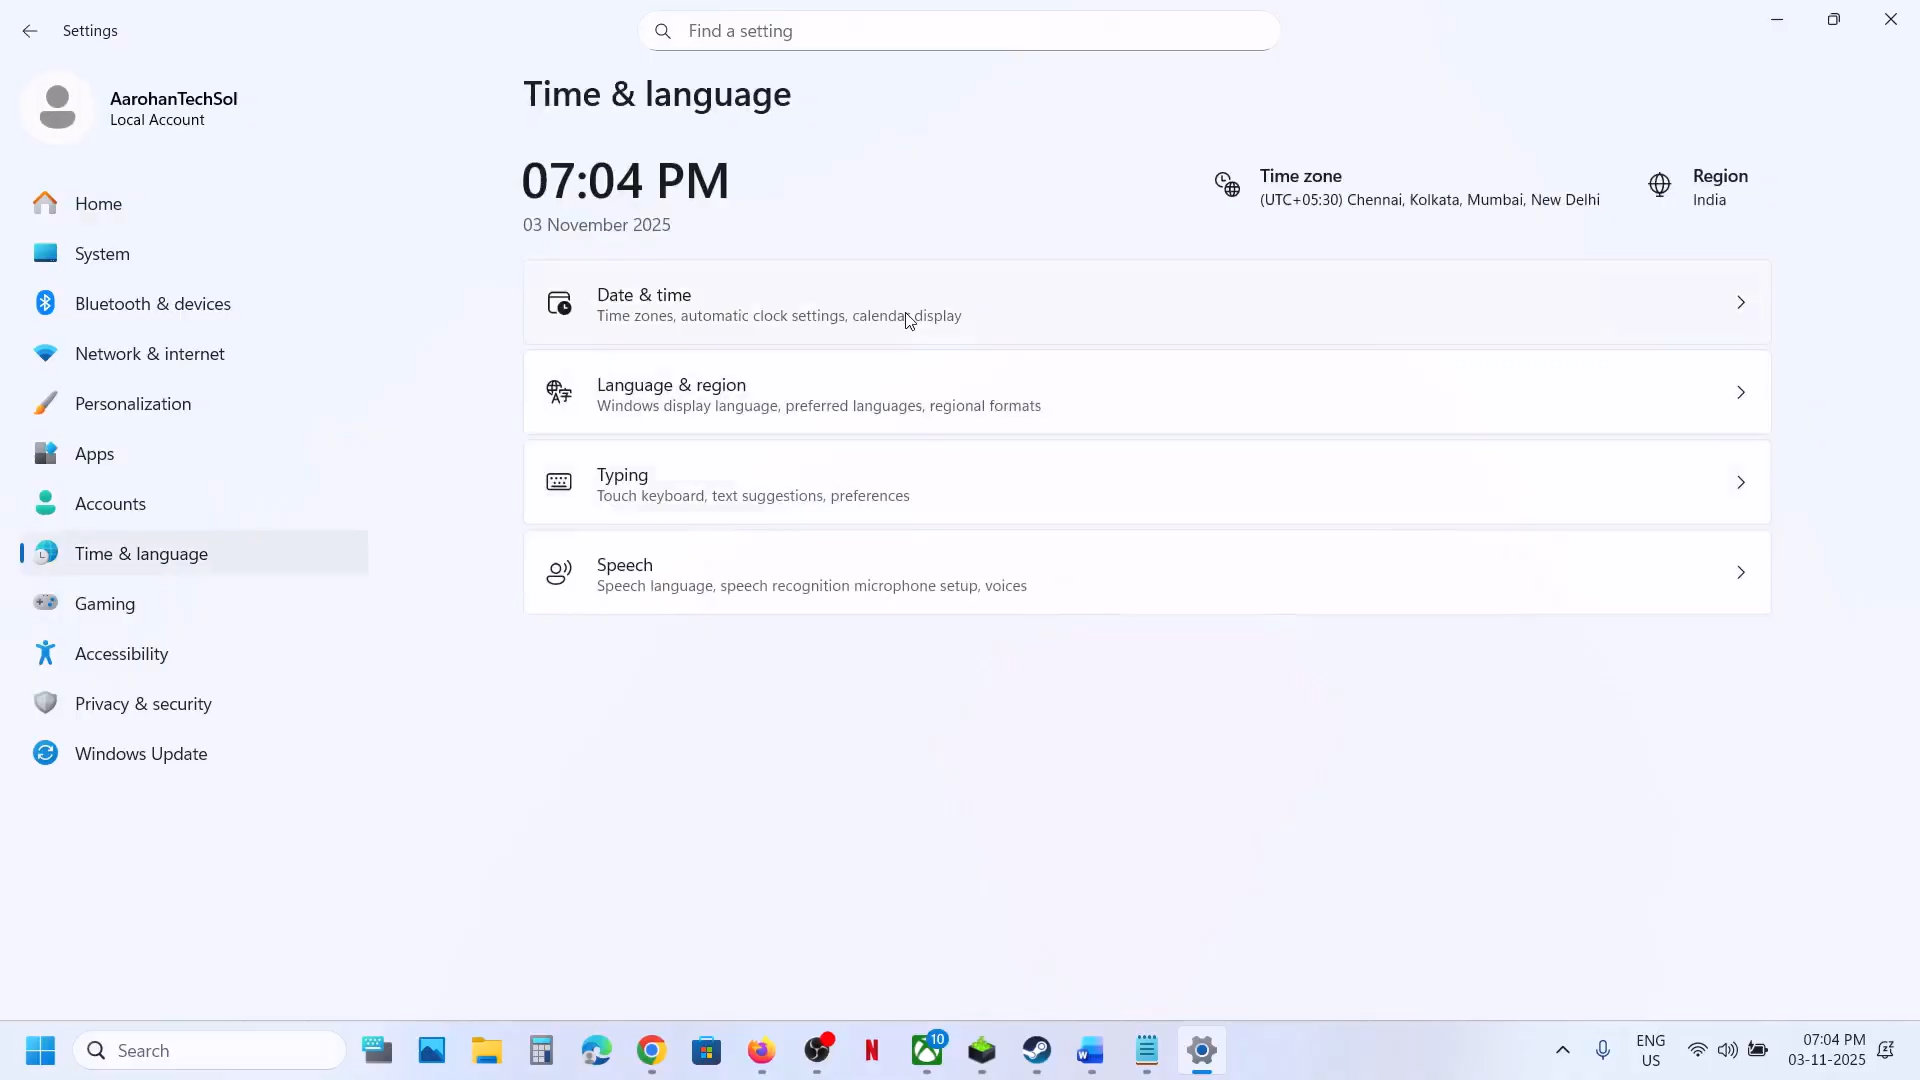 Settings
Find a setting
AarohanTechSol
Local Account
Home
System
Bluetooth & devices
Network & internet
Personalization
Apps
Accounts
Time & language
Gaming
Accessibility
Privacy & security
Windows Update
Time & language
07:04 PM
03 November 2025
Time zone
(UTC+05:30) Chennai, Kolkata, Mumbai, New Delhi
Region
India
Date & time
Time zones, automatic clock settings, calendar display
Language & region
Windows display language, preferred languages, regional formats
Typing
Touch keyboard, text suggestions, preferences
Speech
Speech language, speech recognition microphone setup, voices
Search
10
ENG
US
07:04 PM
03-11-2025